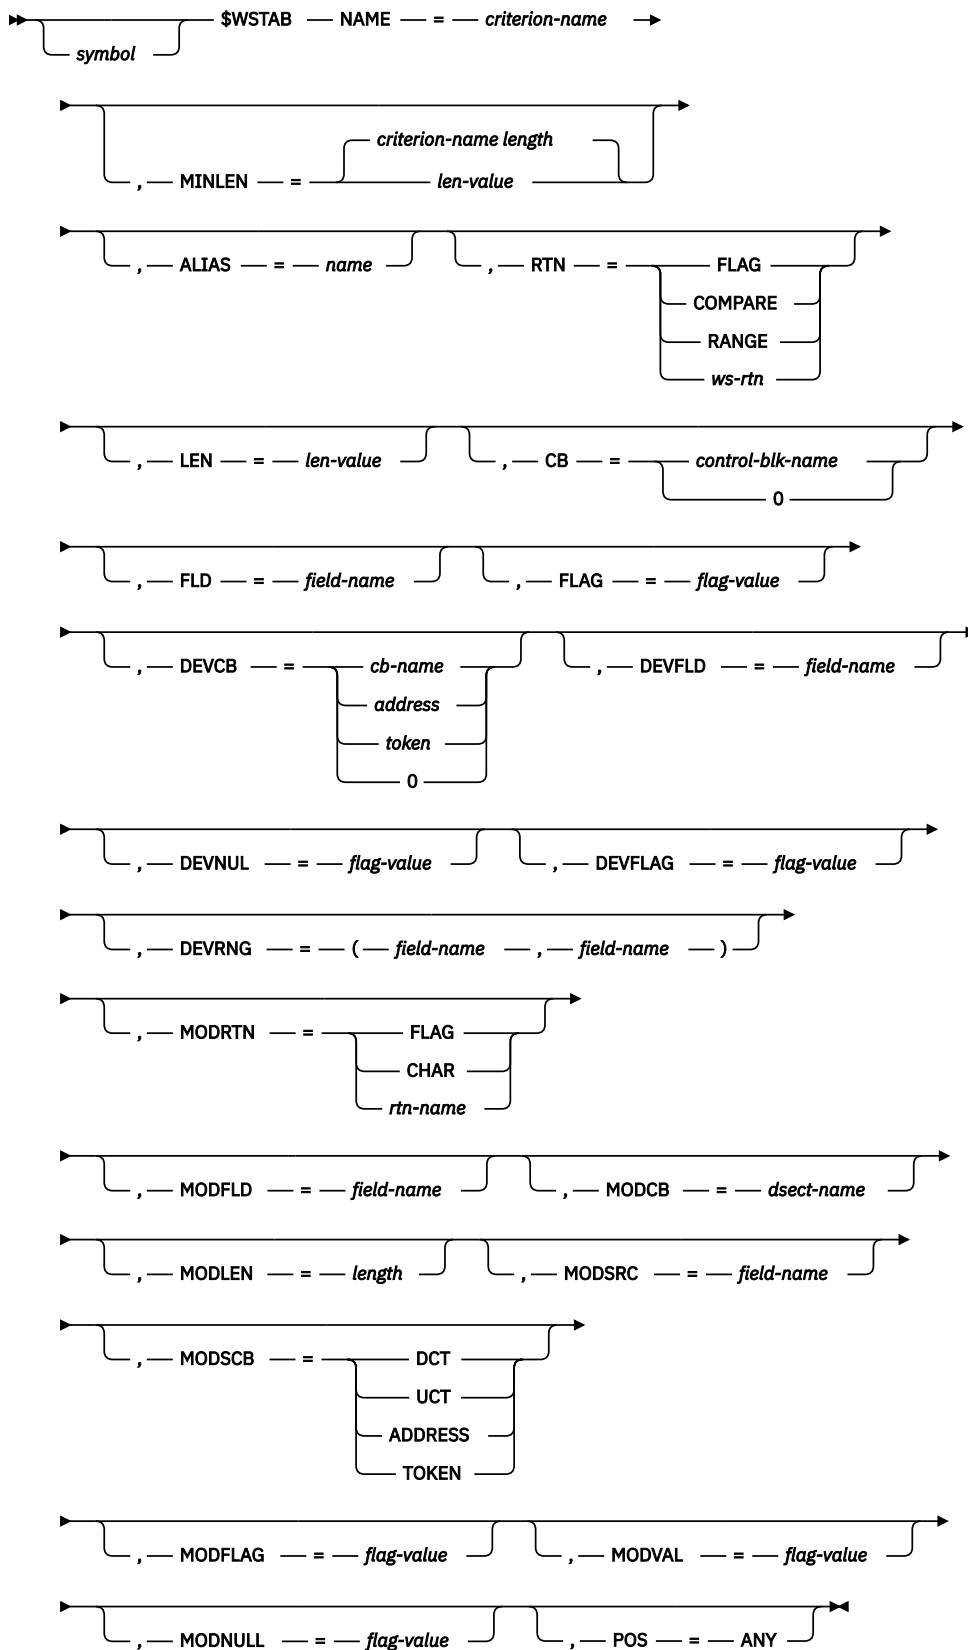 $WSTAB NAME = criterion-name
symbol
criterion-name length
, MINLEN = len-value
, ALIAS = name , RTN = FLAG
COMPARE
RANGE
ws-rtn
, LEN = len-value , CB = control-blk-name
0
, FLD = field-name , FLAG = flag-value
, DEVCB = cb-name , DEVFLD = field-name
address
token
0
, DEVNUL = flag-value , DEVFLAG = flag-value
, DEVRNG = ( field-name , field-name )
, MODRTN = FLAG
CHAR
rtn-name
, MODFLD = field-name , MODCB = dsect-name
, MODLEN = length , MODSRC = field-name
, MODSCB = DCT
UCT
ADDRESS
TOKEN
, MODFLAG = flag-value , MODVAL = flag-value
, MODNULL = flag-value , POS = ANY